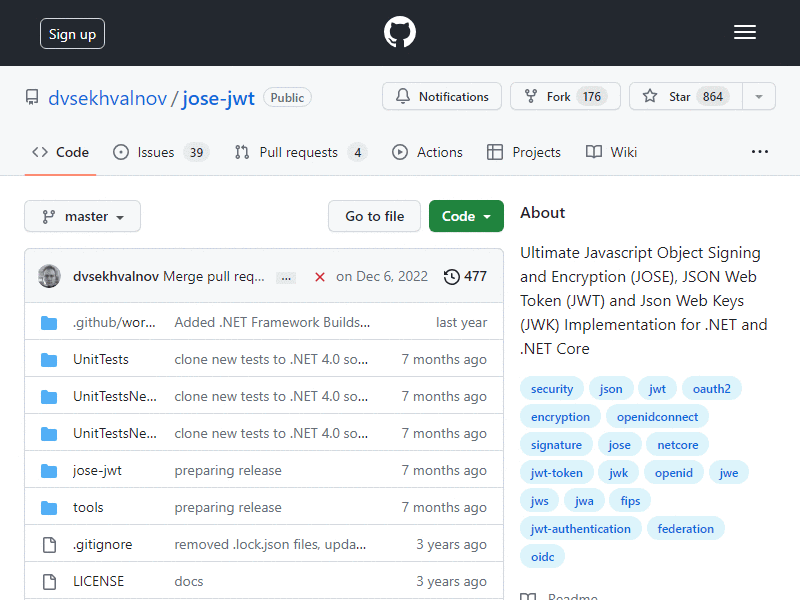 Sign up
dvsekhvalnov / jose-jwt Public
Notifications Fork 176 Star 864
Code Issues 39 Pull requests 4 Actions Projects Wiki ...
master Go to file Code
dvsekhvalnov Merge pull req... ... on Dec 6, 2022 477
.github/wor... Added .NET Framework Builds... last year
UnitTests clone new tests to .NET 4.0 so... 7 months ago
UnitTestsNe... clone new tests to .NET 4.0 so... 7 months ago
UnitTestsNe... clone new tests to .NET 4.0 so... 7 months ago
jose-jwt preparing release 7 months ago
tools preparing release 7 months ago
.gitignore removed .lock.json files, upda... 3 years ago
LICENSE docs 3 years ago
About
Ultimate Javascript Object Signing
and Encryption (JOSE), JSON Web
Token (JWT) and Json Web Keys
(JWK) Implementation for .NET and
.NET Core
security json jwt oauth2
encryption openidconnect
signature jose netcore
jwt-token jwk openid jwe
jws jwa fips
jwt-authentication federation
oidc
Readme